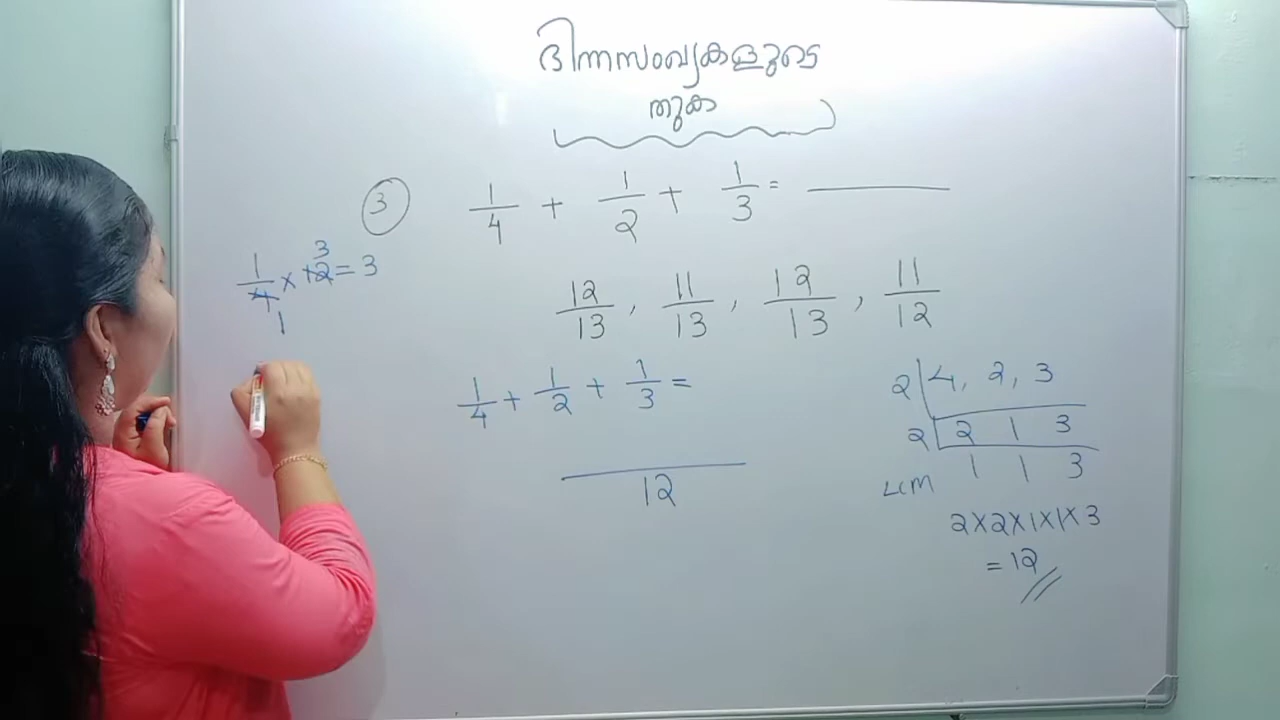 ഭിന്നസംഖ്യകളുടെ
തുക
3 1/4 + 1/2 + 1/3 = ______
1/4 × 12 = 3
3
1
12/13, 11/13, 12/13, 11/12
1/4 + 1/2 + 1/3 =
12
2 | 4, 2, 3
2 | 2 1 3
1 1 3
LCM
2×2×1×1×3
= 12 //